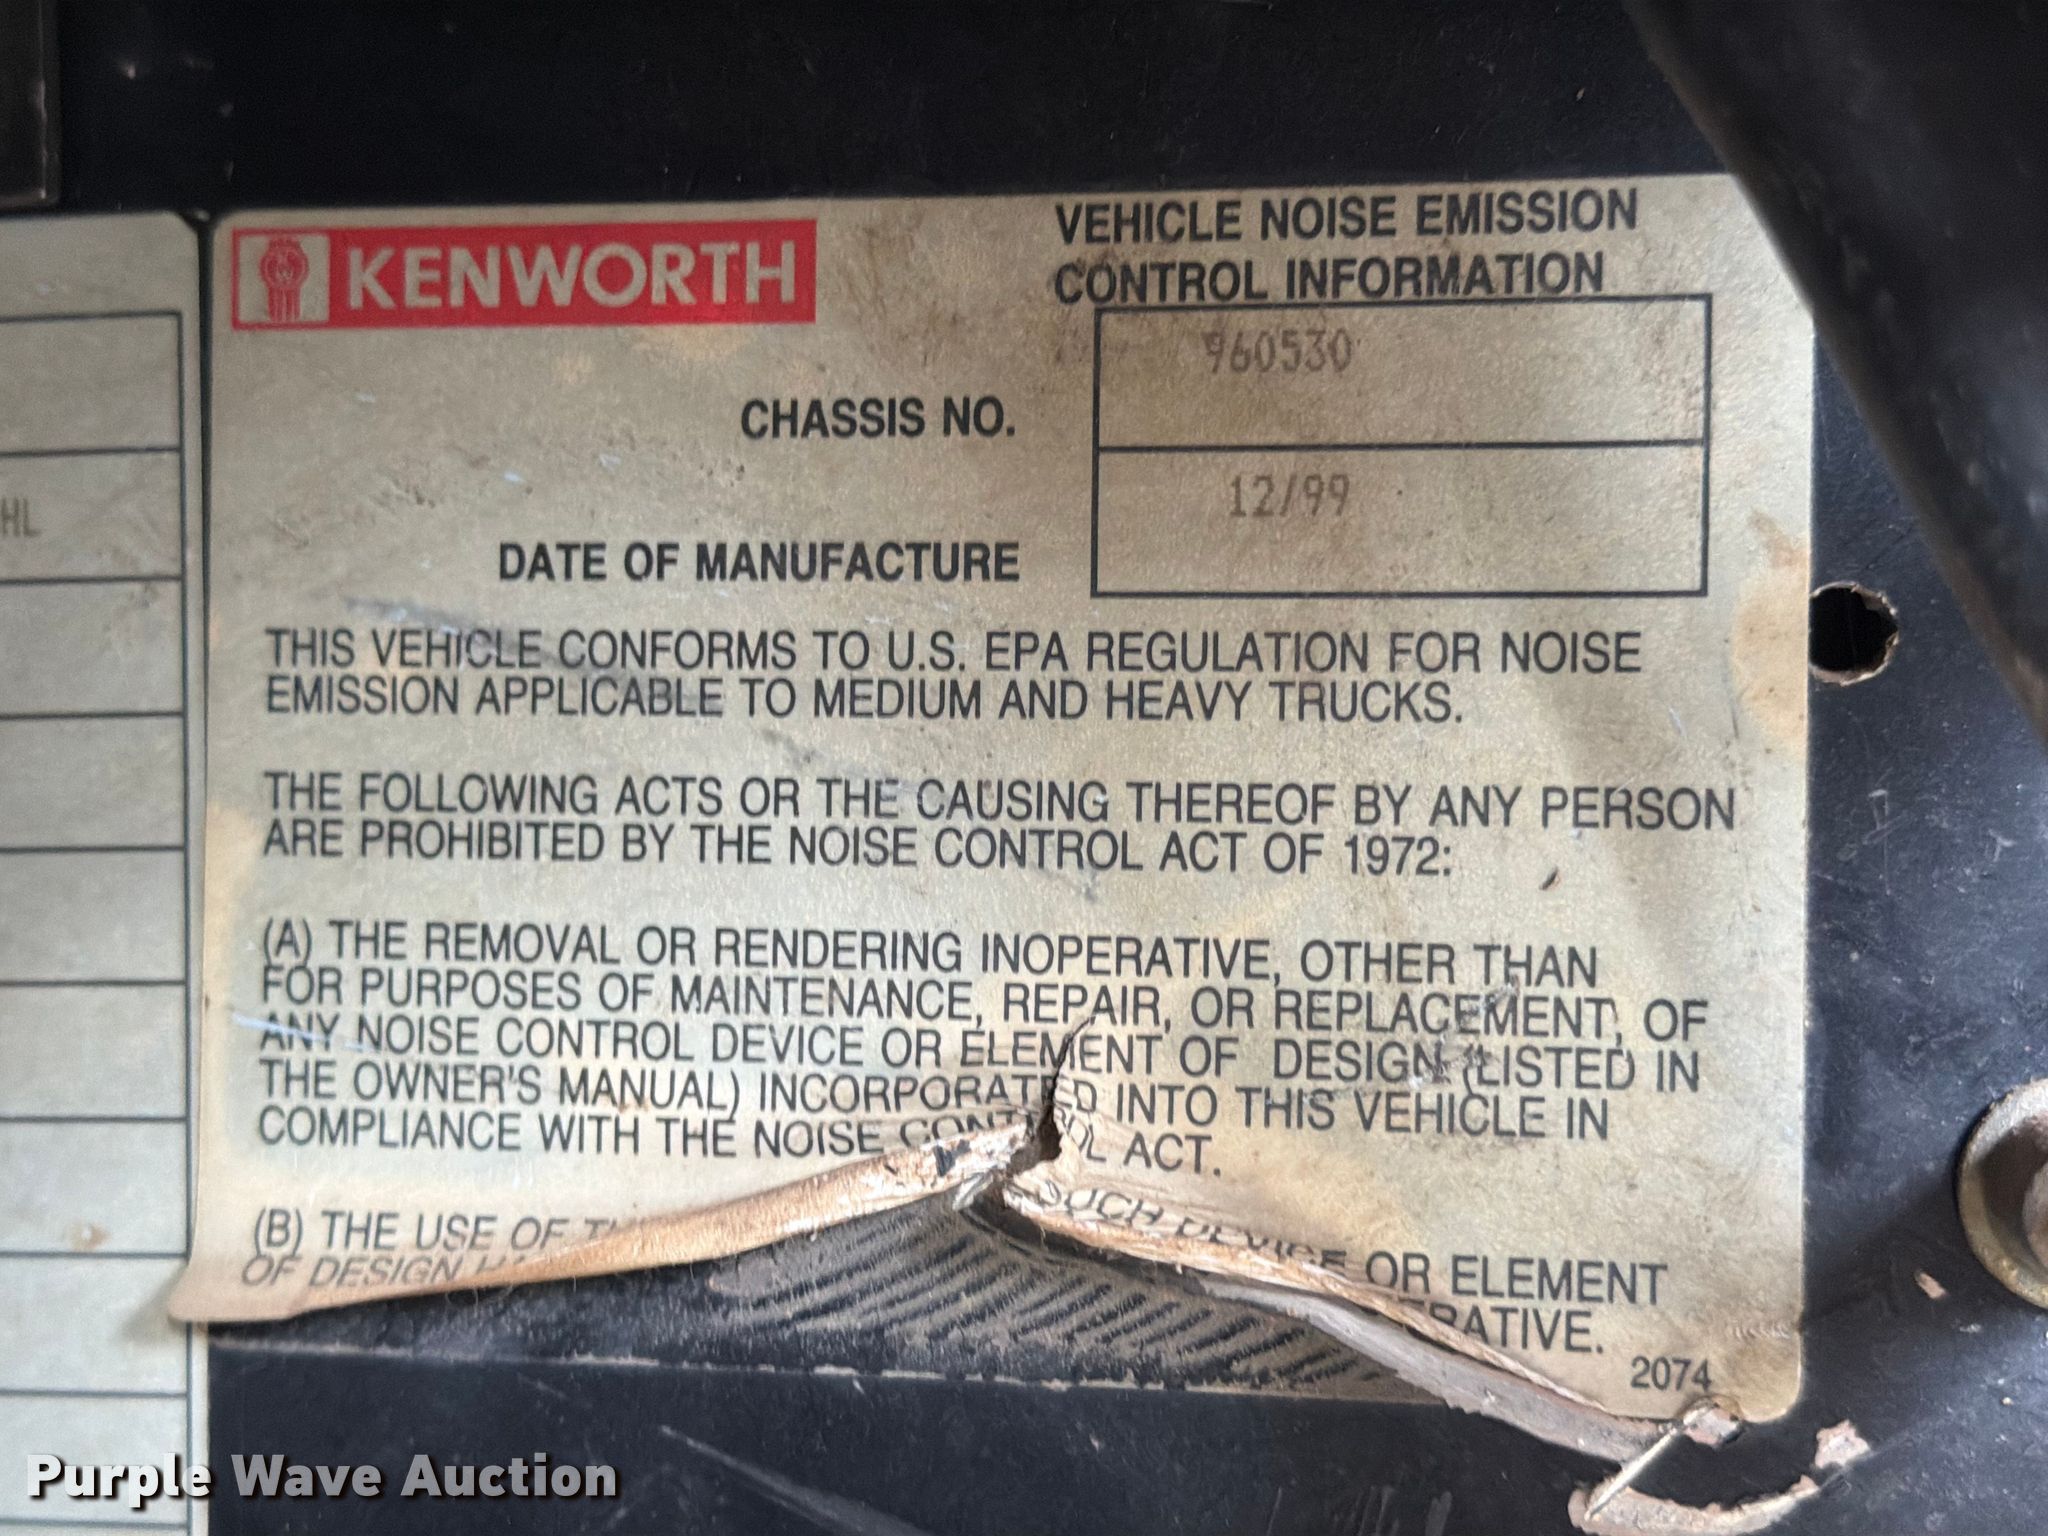 KENWORTH
VEHICLE NOISE EMISSION
CONTROL INFORMATION
960530
CHASSIS NO.
12/99
HL
DATE OF MANUFACTURE
THIS VEHICLE CONFORMS TO U.S. EPA REGULATION FOR NOISE
EMISSION APPLICABLE TO MEDIUM AND HEAVY TRUCKS.
THE FOLLOWING ACTS OR THE CAUSING THEREOF BY ANY PERSON
ARE PROHIBITED BY THE NOISE CONTROL ACT OF 1972:
(A) THE REMOVAL OR RENDERING INOPERATIVE, OTHER THAN
FOR PURPOSES OF MAINTENANCE, REPAIR, OR REPLACEMENT, OF
ANY NOISE CONTROL DEVICE OR ELEMENT OF DESIGN (LISTED IN
THE OWNER'S MANUAL) INCORPORATED INTO THIS VEHICLE IN
COMPLIANCE WITH THE NOISE CONTROL ACT.
(B) THE USE OF SUCH DEVICE OR ELEMENT
OF DESIGN ERATIVE.
2074
Purple Wave Auction